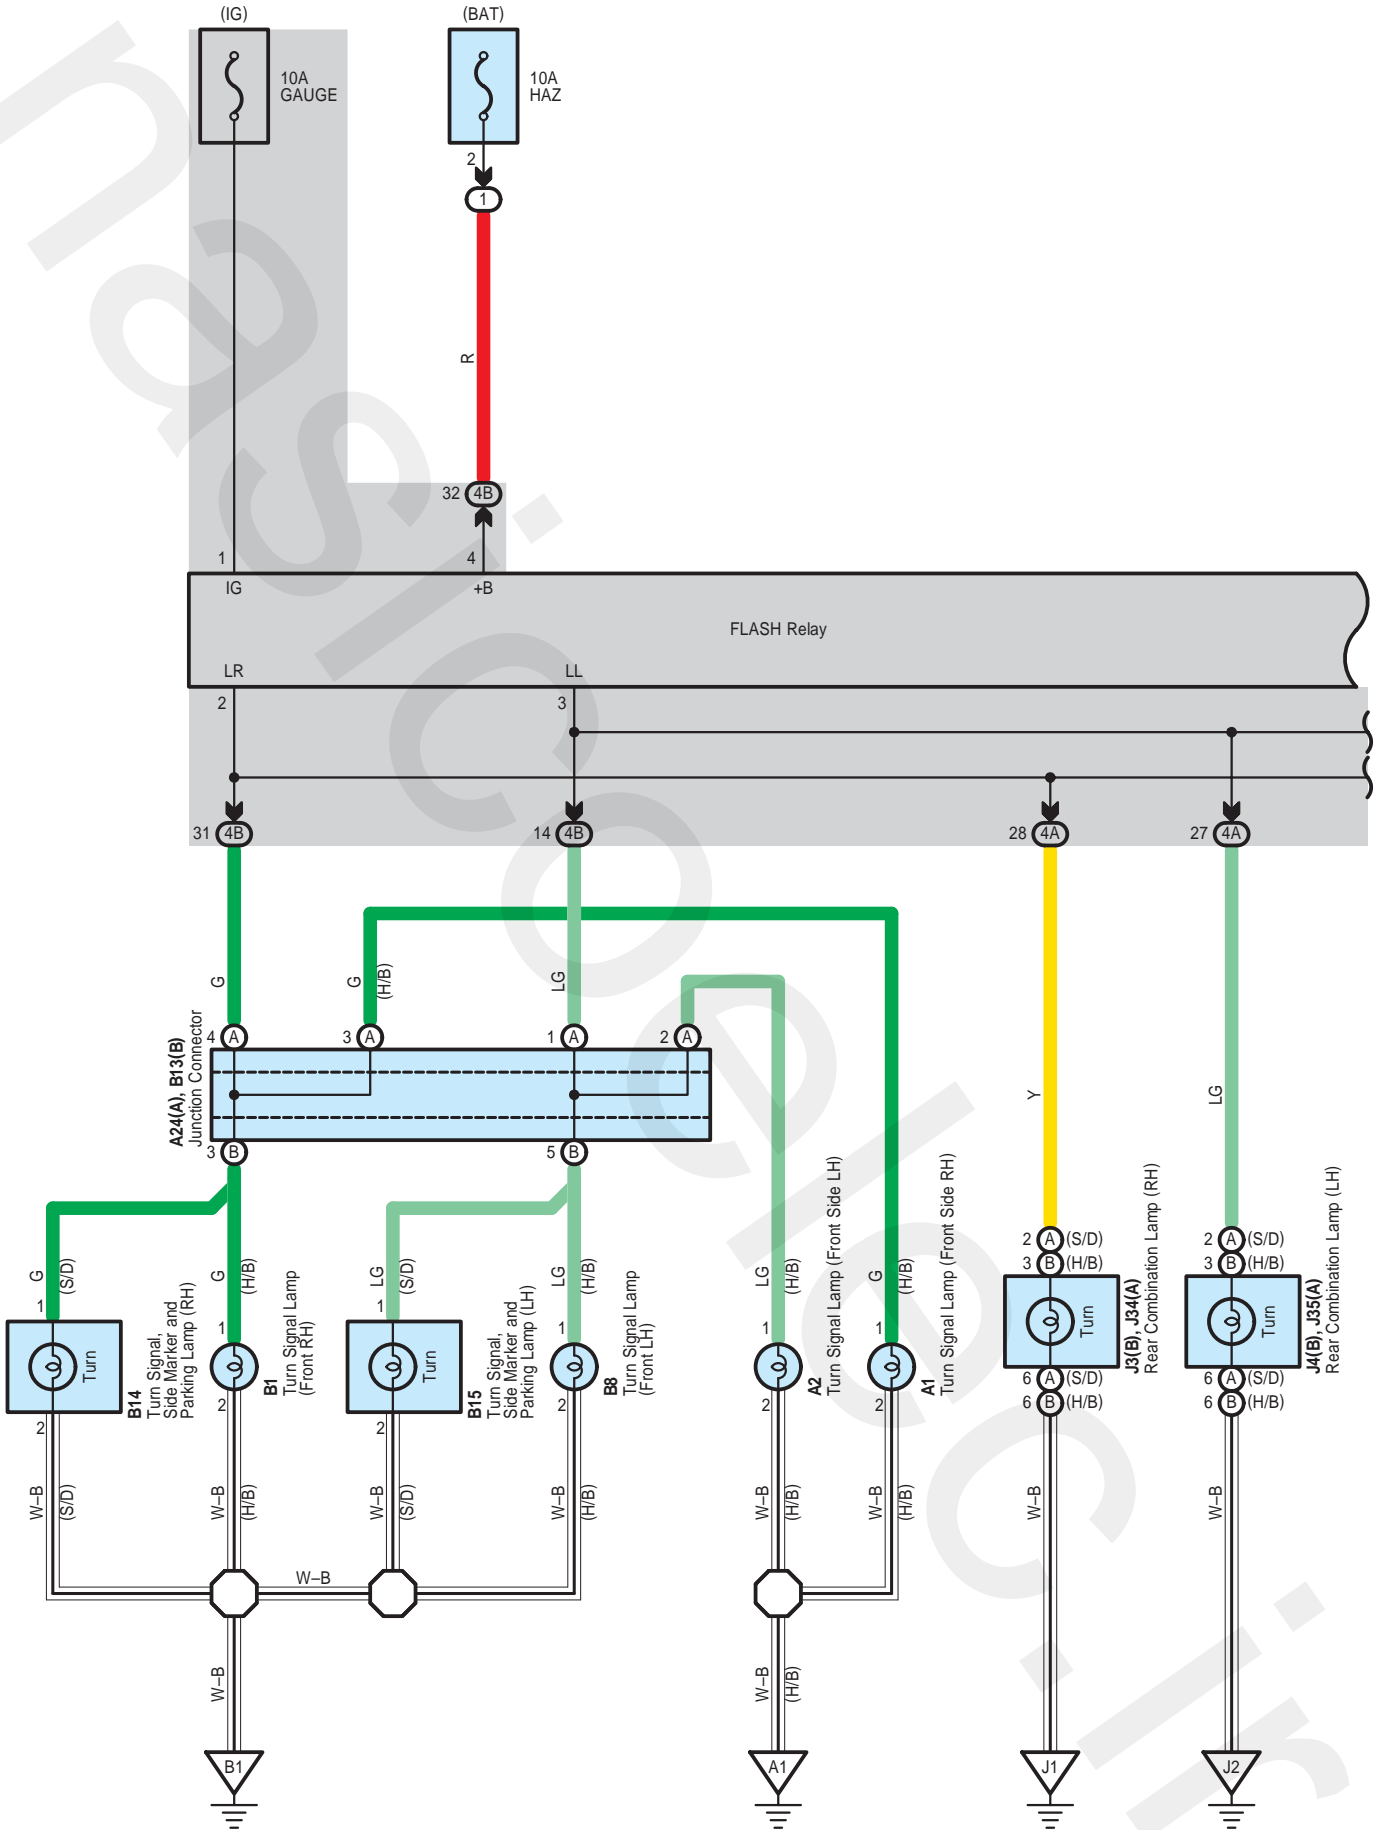 (IG)
(BAT)
10A
GAUGE
10A
HAZ
2
1
R
32 4B
1
4
IG
+B
FLASH Relay
LR
LL
2
3
31 4B
14 4B
28 4A
27 4A
G
G
(H/B)
LG
Y
LG
4 A
3 A
1 A
2 A
A24(A), B13(B)
Junction Connector
3 B
5 B
G
(S/D)
G
(H/B)
LG
(S/D)
LG
(H/B)
LG
(H/B)
G
(H/B)
2 A (S/D)
3 B (H/B)
2 A (S/D)
3 B (H/B)
1
1
1
1
1
1
Turn
B14
Turn Signal,
Side Marker and
Parking Lamp (RH)
B1
Turn Signal Lamp
(Front RH)
Turn
B15
Turn Signal,
Side Marker and
Parking Lamp (LH)
B8
Turn Signal Lamp
(Front LH)
A2
Turn Signal Lamp (Front Side LH)
A1
Turn Signal Lamp (Front Side RH)
Turn
J3(B), J34(A)
Rear Combination Lamp (RH)
Turn
J4(B), J35(A)
Rear Combination Lamp (LH)
6 A (S/D)
6 B (H/B)
6 A (S/D)
6 B (H/B)
2
2
2
2
2
2
W–B
(S/D)
W–B
(H/B)
W–B
(S/D)
W–B
(H/B)
W–B
(H/B)
W–B
(H/B)
W–B
W–B
W–B
W–B
W–B
(H/B)
B1
A1
J1
J2
nasicoelec.ir